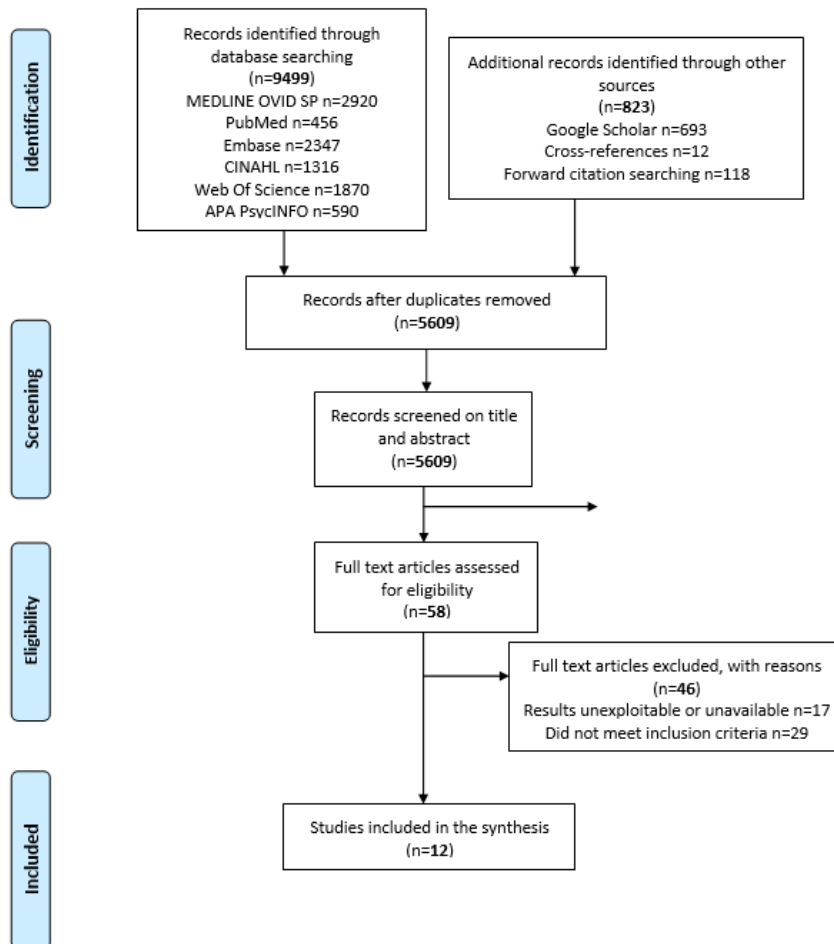 Identification
Records identified through
database searching
(n=9499)
MEDLINE OVID SP n=2920
PubMed n=456
Embase n=2347
CINAHL n=1316
Web Of Science n=1870
APA PsycINFO n=590
Additional records identified through other
sources
(n=823)
Google Scholar n=693
Cross-references n=12
Forward citation searching n=118
Records after duplicates removed
(n=5609)
Screening
Records screened on title
and abstract
(n=5609)
Eligibility
Full text articles assessed
for eligibility
(n=58)
Full text articles excluded, with reasons
(n=46)
Results unexploitable or unavailable n=17
Did not meet inclusion criteria n=29
Included
Studies included in the synthesis
(n=12)